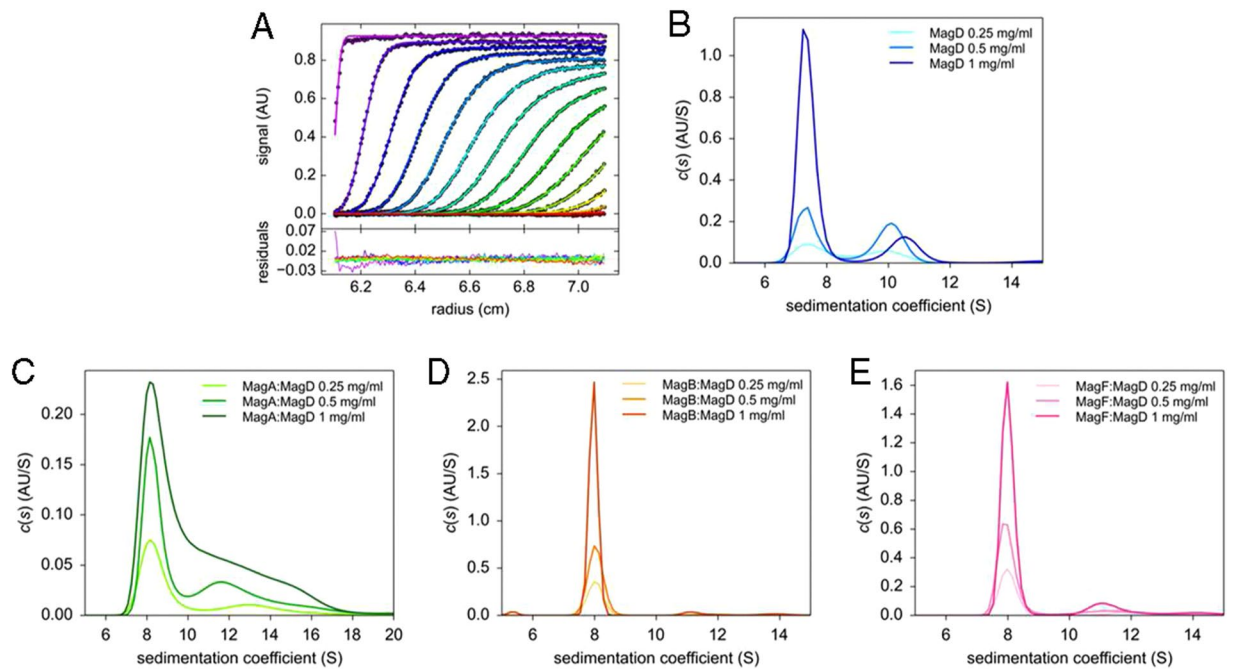 A
signal (AU)
0.8
0.6
0.4
0.2
0.0
residuals
0.07
0.02
−0.03
6.2 6.3 6.5 6.6 6.8 6.9 7.0
radius (cm)
B
c(s) (AU/S)
1.0
0.8
0.6
0.4
0.2
0.0
MagD 0.25 mg/ml
MagD 0.5 mg/ml
MagD 1 mg/ml
6 8 10 12 14
sedimentation coefficient (S)
C
c(s) (AU/S)
0.20
0.15
0.10
0.05
0.00
MagA:MagD 0.25 mg/ml
MagA:MagD 0.5 mg/ml
MagA:MagD 1 mg/ml
6 8 10 12 14 16 18 20
sedimentation coefficient (S)
D
c(s) (AU/S)
2.5
2.0
1.5
1.0
0.5
0.0
MagB:MagD 0.25 mg/ml
MagB:MagD 0.5 mg/ml
MagB:MagD 1 mg/ml
6 8 10 12 14
sedimentation coefficient (S)
E
c(s) (AU/S)
1.6
1.4
1.2
1.0
0.8
0.6
0.4
0.2
0.0
MagF:MagD 0.25 mg/ml
MagF:MagD 0.5 mg/ml
MagF:MagD 1 mg/ml
6 8 10 12 14
sedimentation coefficient (S)